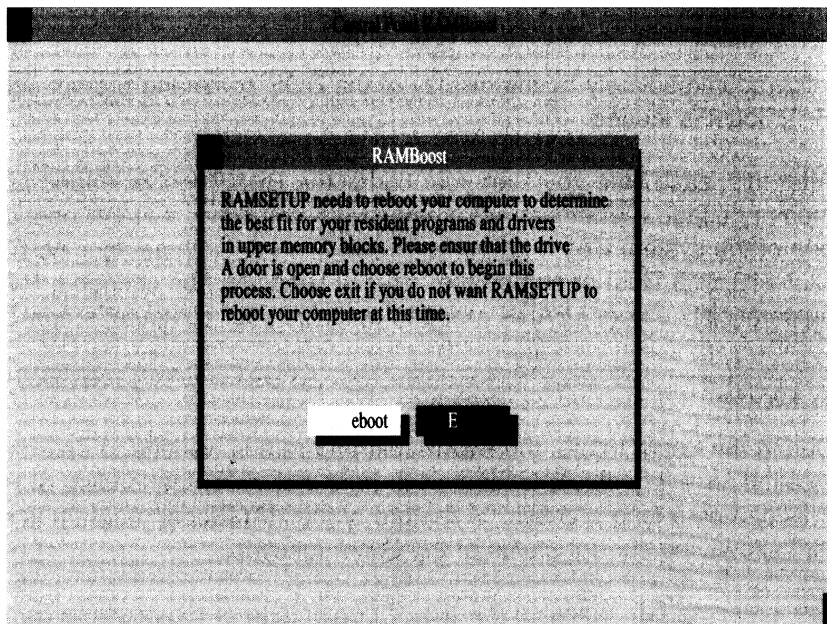 RAMBoost
RAMSETUP needs to reboot your computer to determine
the best fit for your resident programs and drivers
in upper memory blocks. Please ensur that the drive
A door is open and choose reboot to begin this
process. Choose exit if you do not want RAMSETUP to
reboot your computer at this time.
eboot E